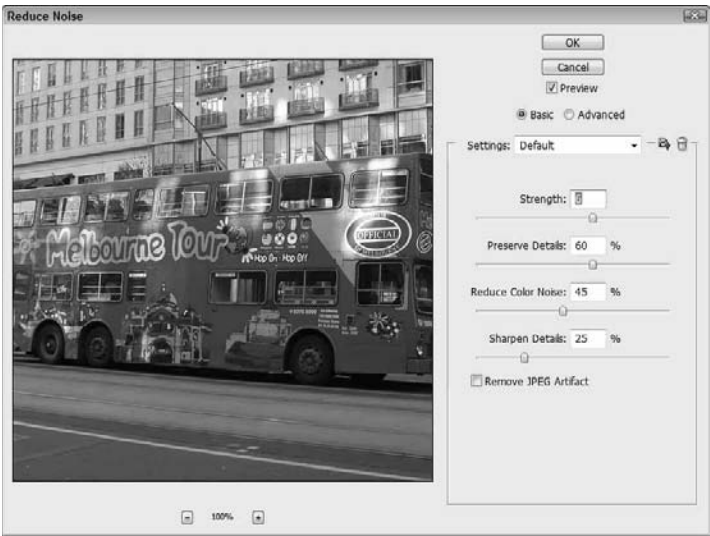 Reduce Noise
OK
Cancel
Preview
Basic
Advanced
Settings: Default
Strength:
Preserve Details: 60 %
Reduce Color Noise: 45 %
Sharpen Details: 25 %
Remove JPEG Artifact
Melbourne Tour
Hop On - Hop Off
OFFICIAL
100%